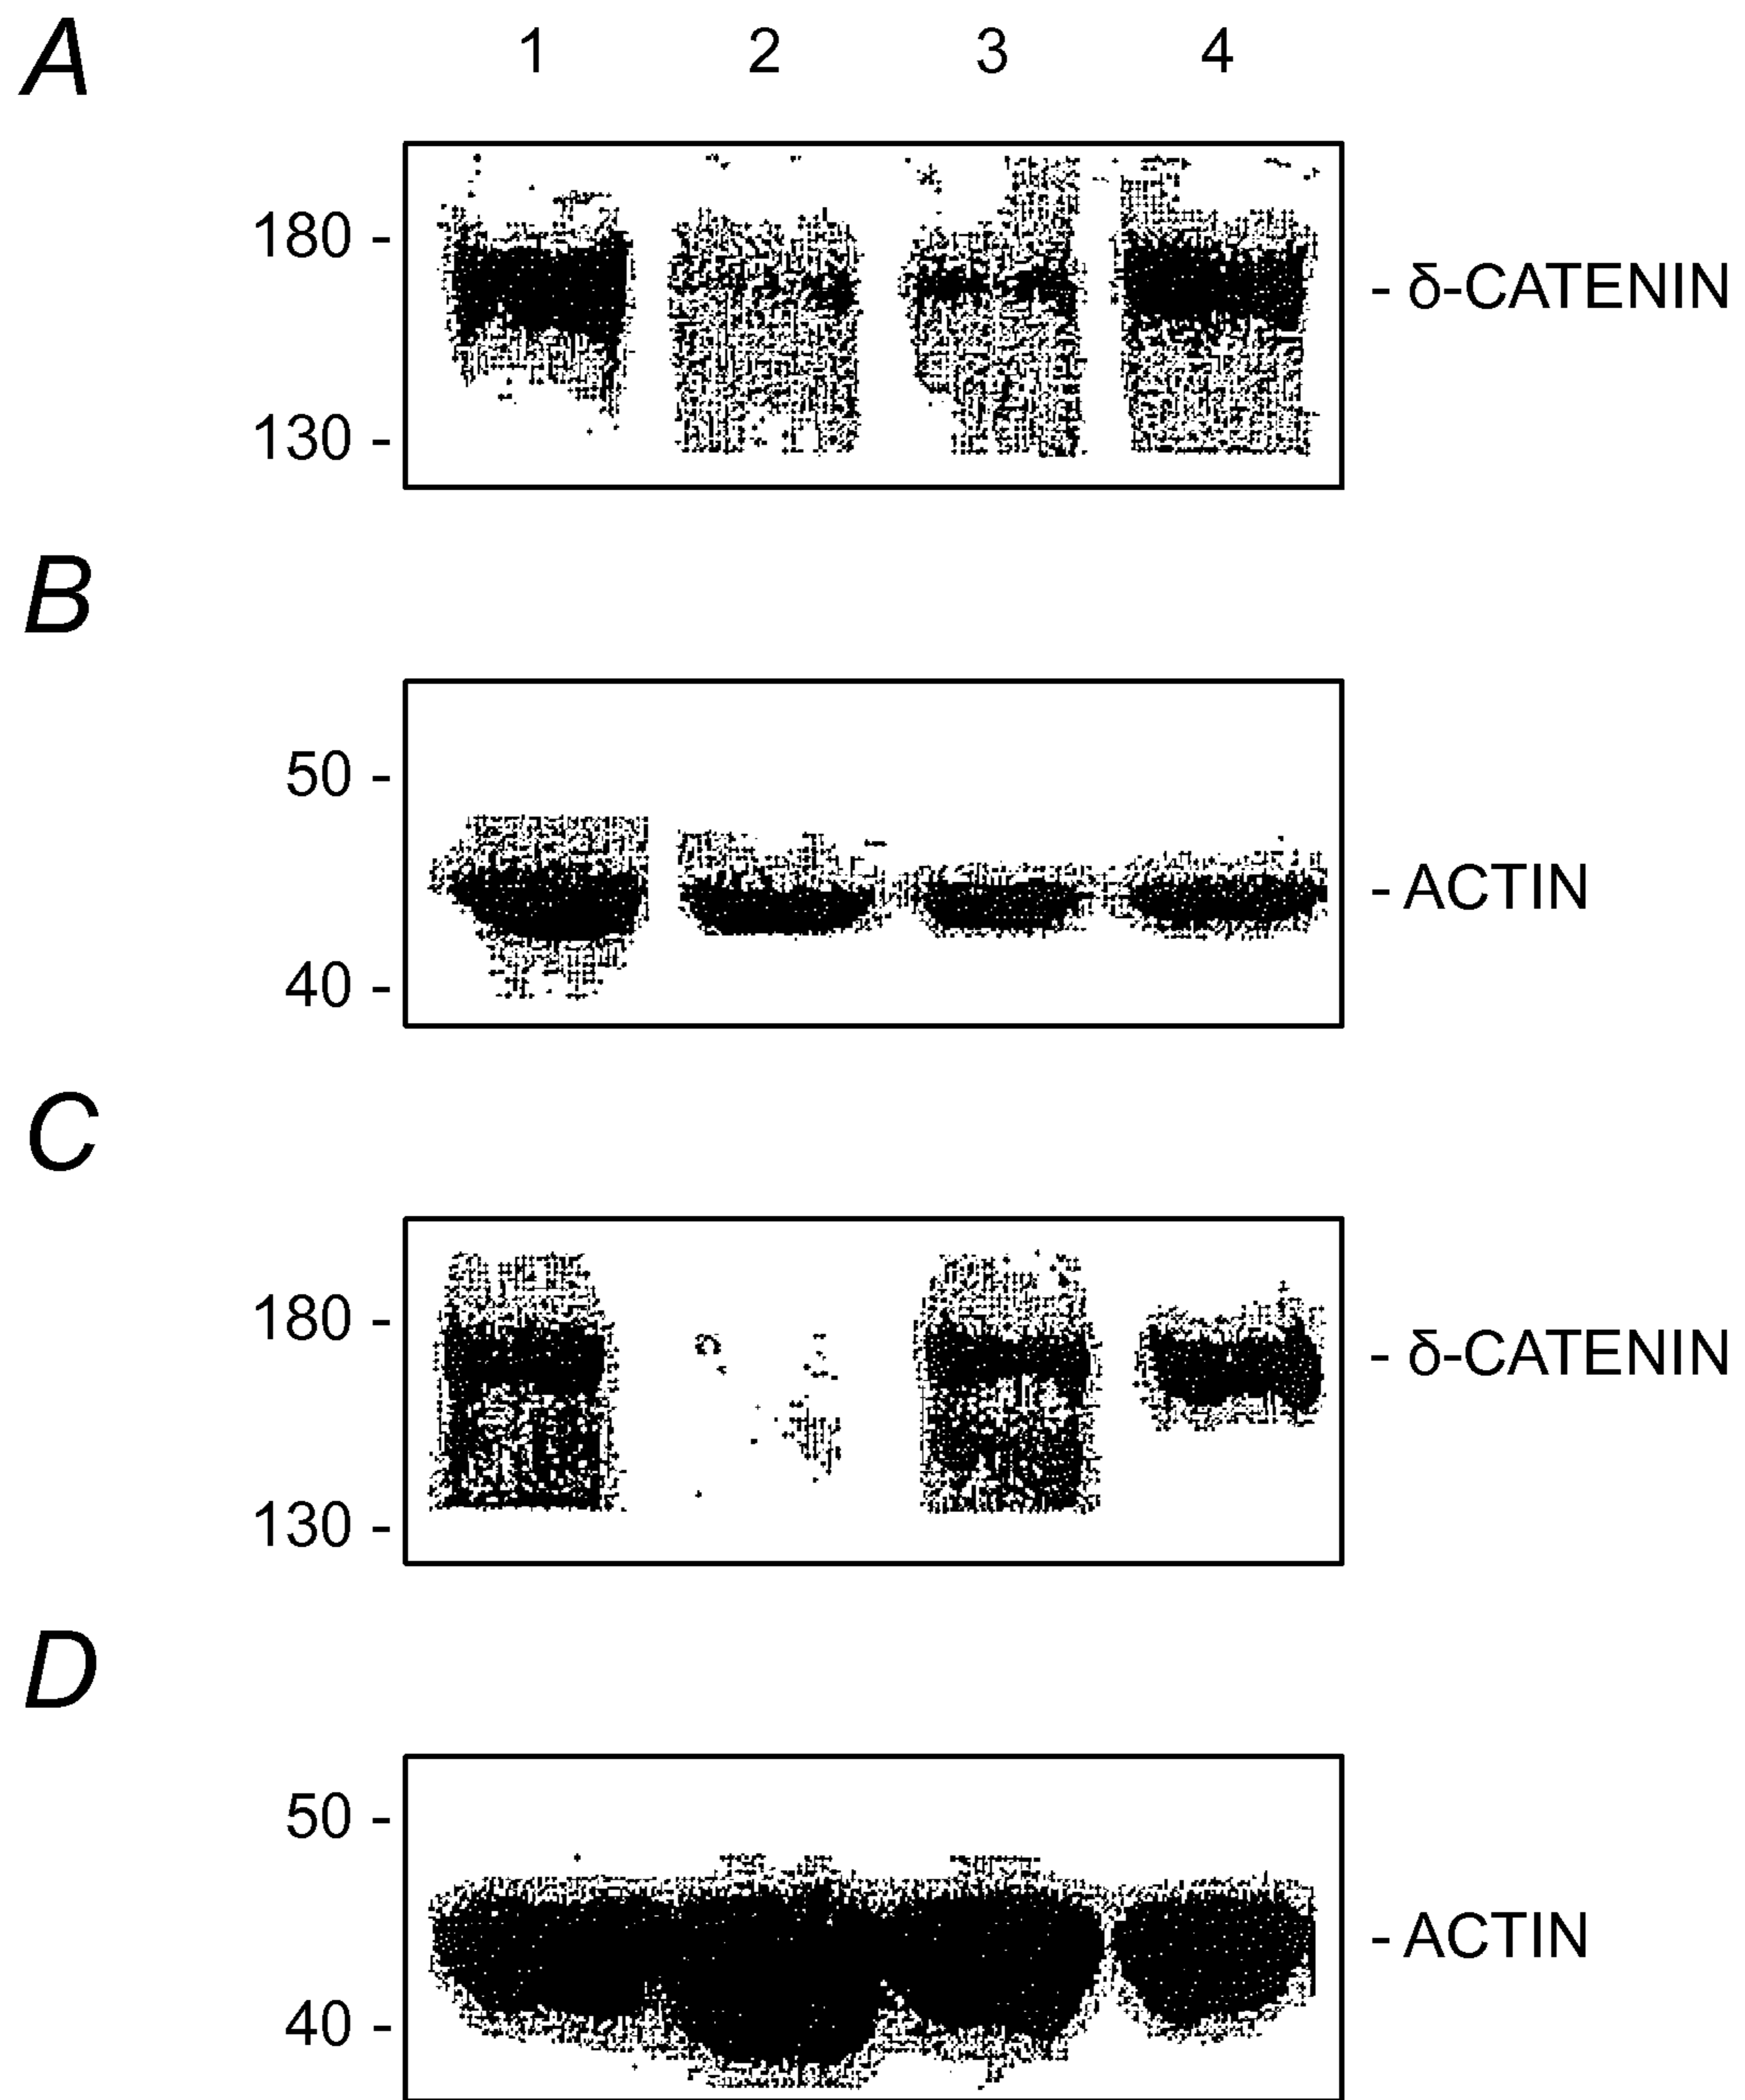 A 1 2 3 4
180 -
- δ-CATENIN
130 -
B
50 -
- ACTIN
40 -
C
180 -
- δ-CATENIN
130 -
D
50 -
- ACTIN
40 -